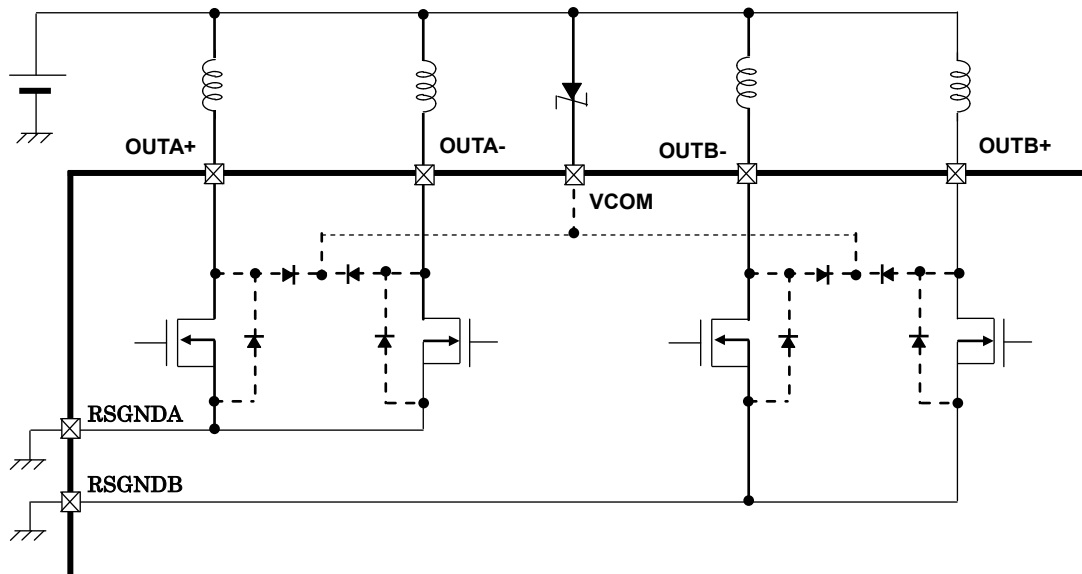 OUTA+
OUTA-
OUTB-
OUTB+
VCOM
RSGNDA
RSGNDB